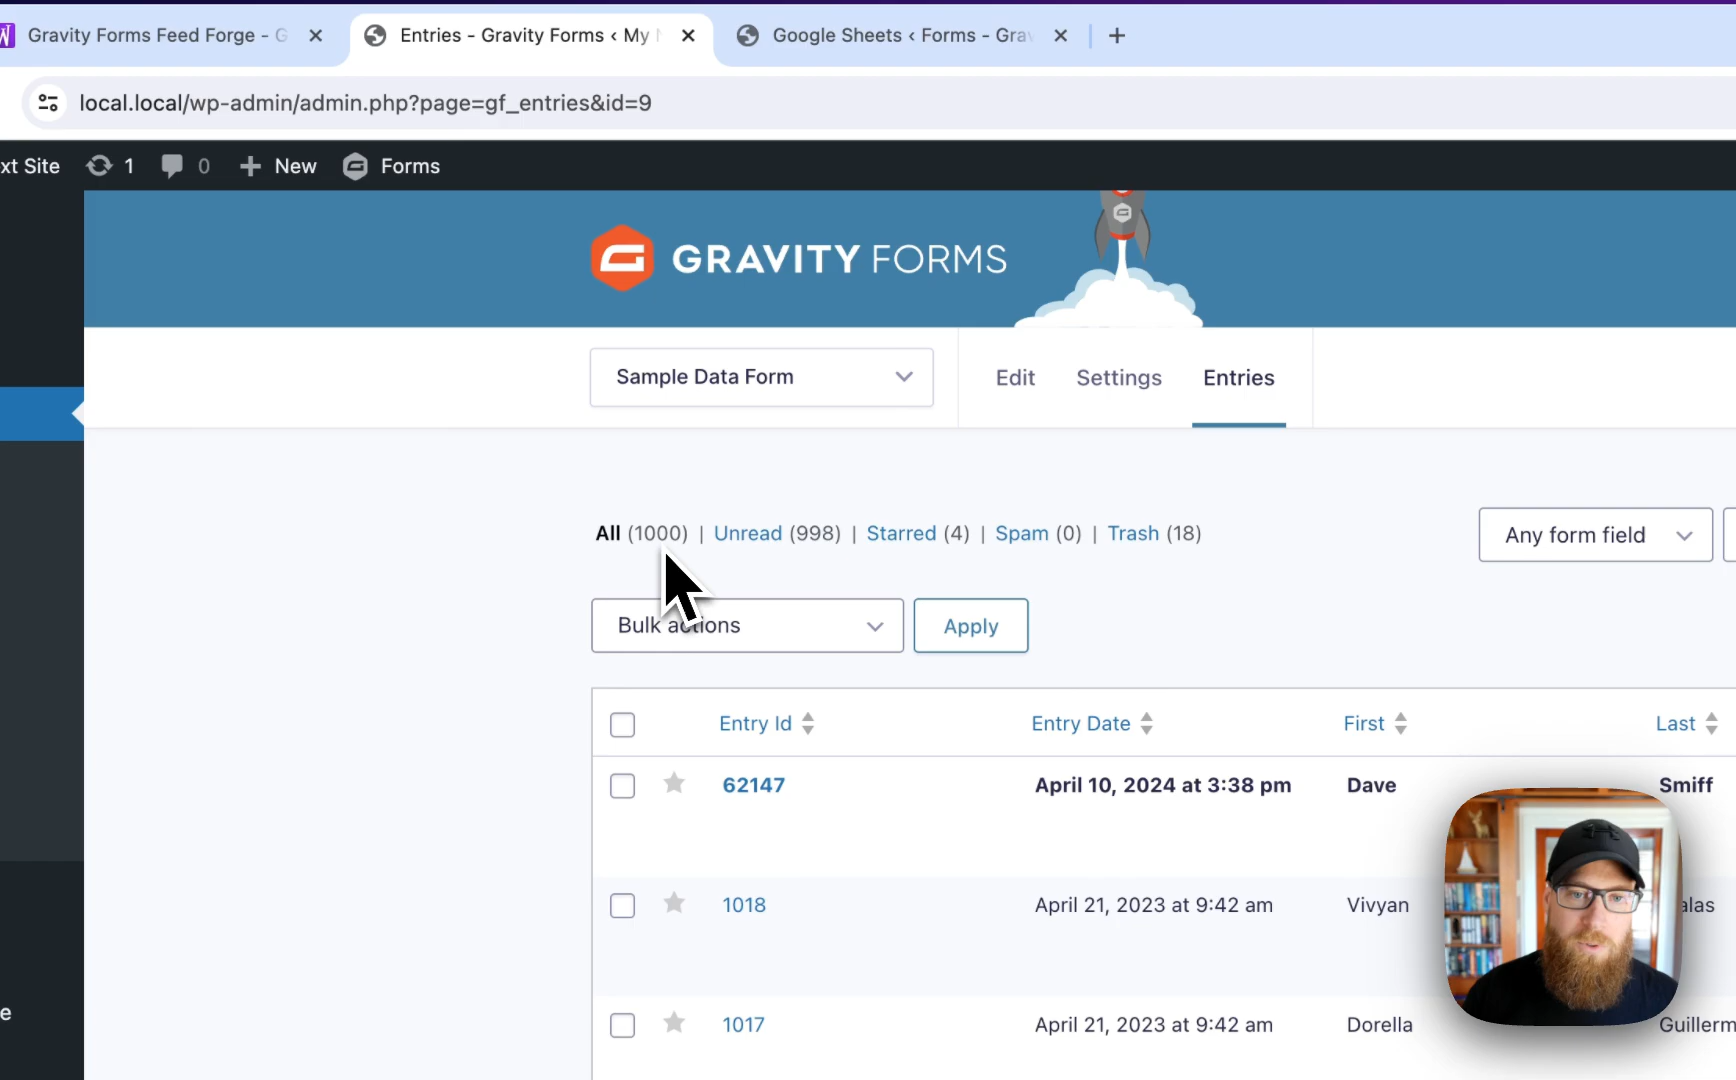 Gravity Forms Feed Forge - G
Entries - Gravity Forms ‹ My
Google Sheets ‹ Forms - Grav
local.local/wp-admin/admin.php?page=gf_entries&id=9
xt Site 1 0 New Forms
GRAVITY FORMS
Sample Data Form Edit Settings Entries
All (1000) | Unread (998) | Starred (4) | Spam (0) | Trash (18) Any form field
Bulk actions Apply
Entry Id Entry Date First Last
62147 April 10, 2024 at 3:38 pm Dave Smiff
1018 April 21, 2023 at 9:42 am Vivyan alas
e
1017 April 21, 2023 at 9:42 am Dorella Guillerm